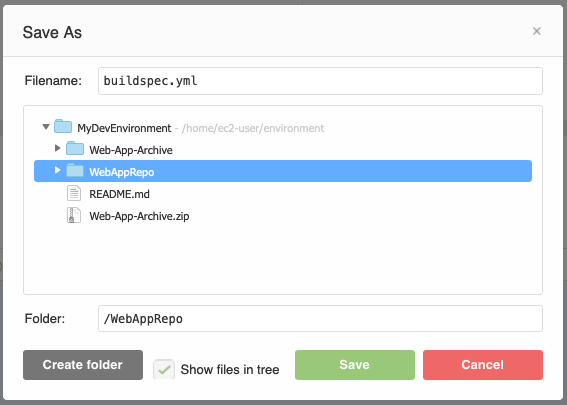 Save As
×
Filename: buildspec.yml
MyDevEnvironment - /home/ec2-user/environment
Web-App-Archive
WebAppRepo
README.md
Web-App-Archive.zip
Folder: /WebAppRepo
Create folder Show files in tree Save Cancel